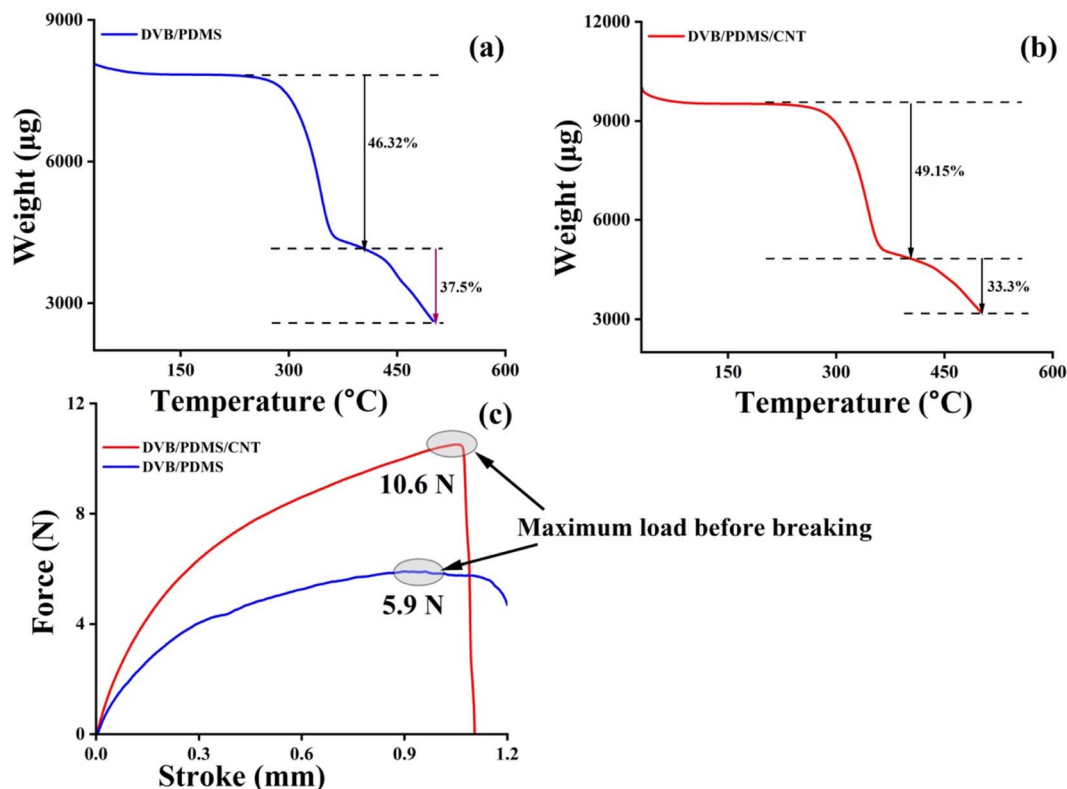 9000
DVB/PDMS
(a)
46.32%
6000
37.5%
3000
150
300
450
600
Weight (μg)
Temperature (°C)
12000
DVB/PDMS/CNT
(b)
9000
49.15%
6000
33.3%
3000
150
300
450
600
Weight (μg)
Temperature (°C)
12
(c)
DVB/PDMS/CNT
DVB/PDMS
10.6 N
8
Maximum load before breaking
5.9 N
4
0
0.0
0.3
0.6
0.9
1.2
Force (N)
Stroke (mm)